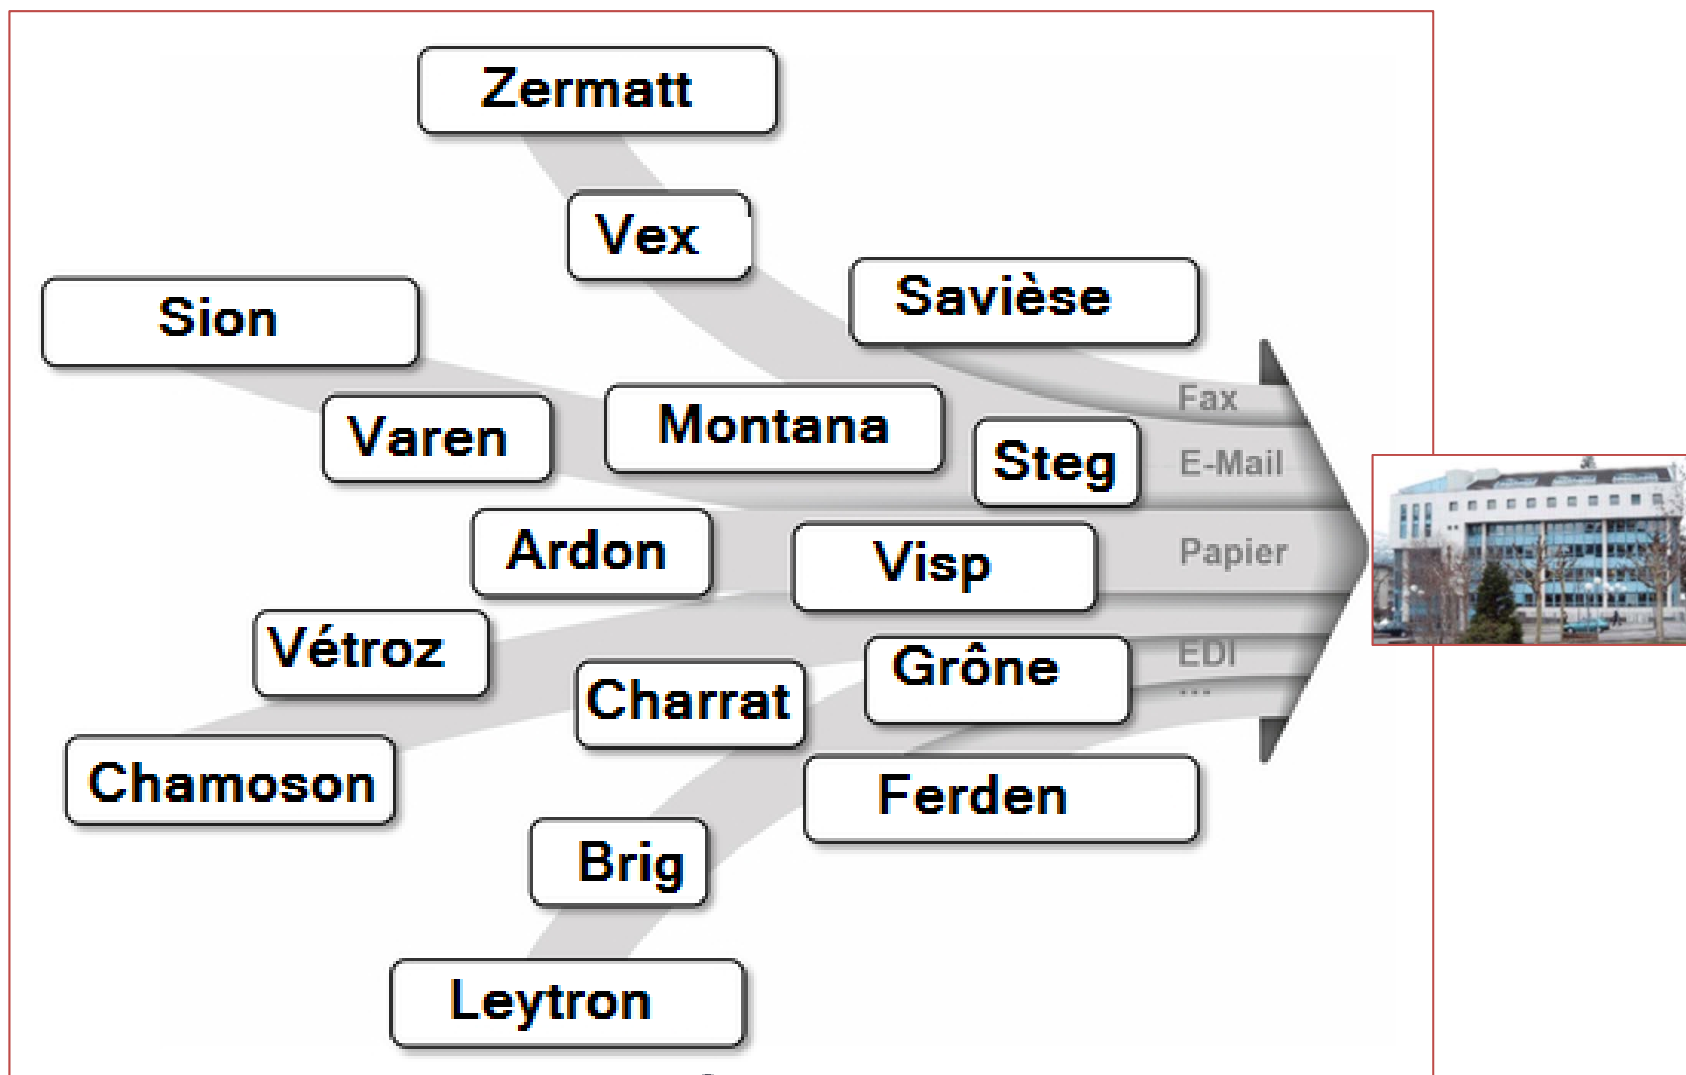 Zermatt
Vex
Savièse
Sion
Fax
Montana
Varen
Steg
E-Mail
Ardon
Visp
Papier
Vétroz
Grône
EDI
...
Charrat
Chamoson
Ferden
Brig
Leytron